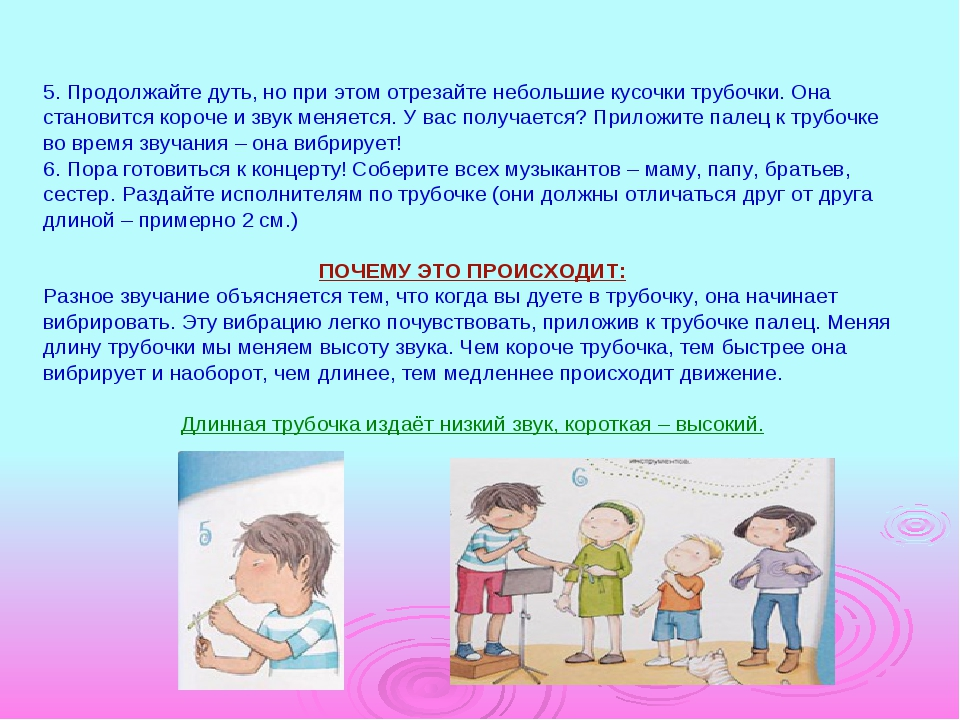 5. Продолжайте дуть, но при этом отрезайте небольшие кусочки трубочки. Она
становится короче и звук меняется. У вас получается? Приложите палец к трубочке
во время звучания – она вибрирует!
6. Пора готовиться к концерту! Соберите всех музыкантов – маму, папу, братьев,
сестер. Раздайте исполнителям по трубочке (они должны отличаться друг от друга
длиной – примерно 2 см.)
ПОЧЕМУ ЭТО ПРОИСХОДИТ:
Разное звучание объясняется тем, что когда вы дуете в трубочку, она начинает
вибрировать. Эту вибрацию легко почувствовать, приложив к трубочке палец. Меняя
длину трубочки мы меняем высоту звука. Чем короче трубочка, тем быстрее она
вибрирует и наоборот, чем длинее, тем медленнее происходит движение.
Длинная трубочка издаёт низкий звук, короткая – высокий.
инструментов.
5
6